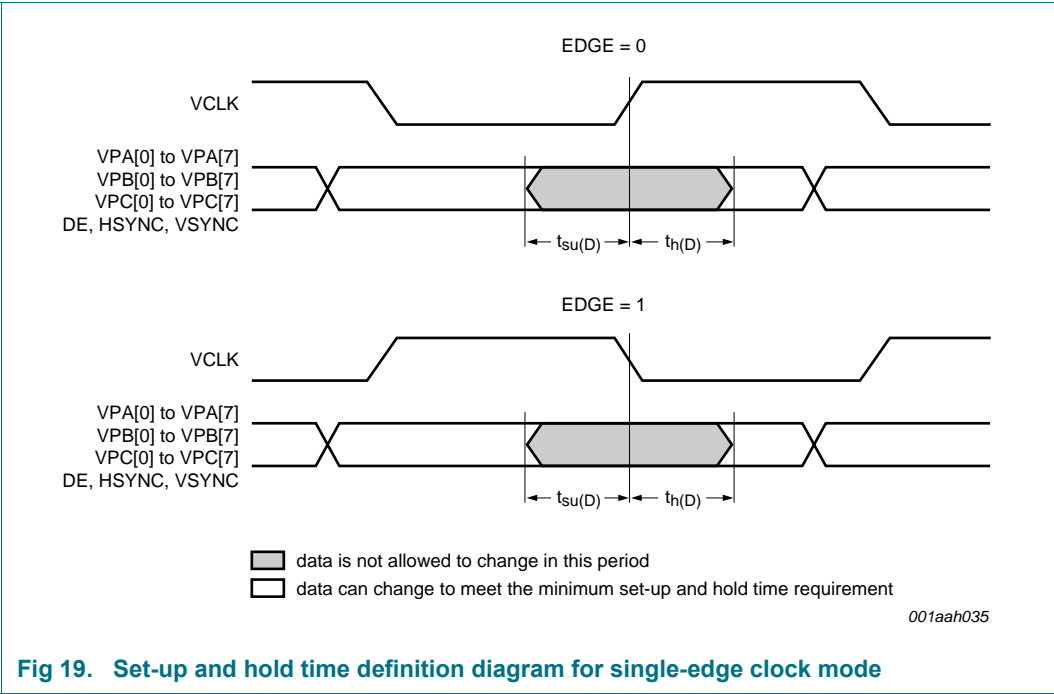 EDGE = 0
VCLK
VPA[0] to VPA[7]
VPB[0] to VPB[7]
VPC[0] to VPC[7]
DE, HSYNC, VSYNC
tsu(D)
th(D)
EDGE = 1
VCLK
VPA[0] to VPA[7]
VPB[0] to VPB[7]
VPC[0] to VPC[7]
DE, HSYNC, VSYNC
tsu(D)
th(D)
data is not allowed to change in this period
data can change to meet the minimum set-up and hold time requirement
001aah035
Fig 19. Set-up and hold time definition diagram for single-edge clock mode